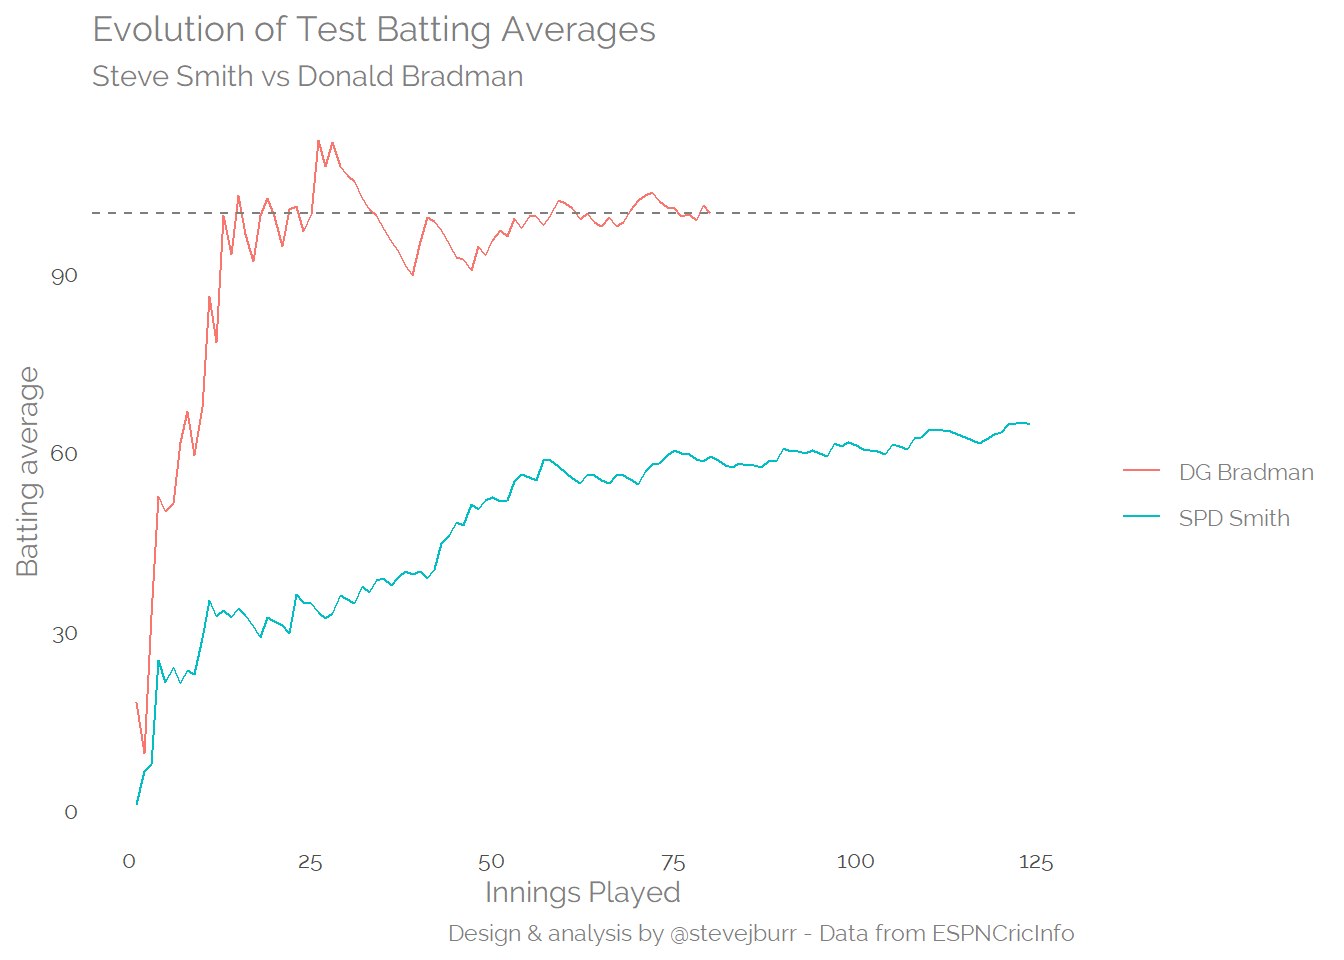 Evolution of Test Batting Averages
Steve Smith vs Donald Bradman
Batting average
90
60
30
0
0 25 50 75 100 125
Innings Played
DG Bradman
SPD Smith
Design & analysis by @stevejburr - Data from ESPNCricInfo